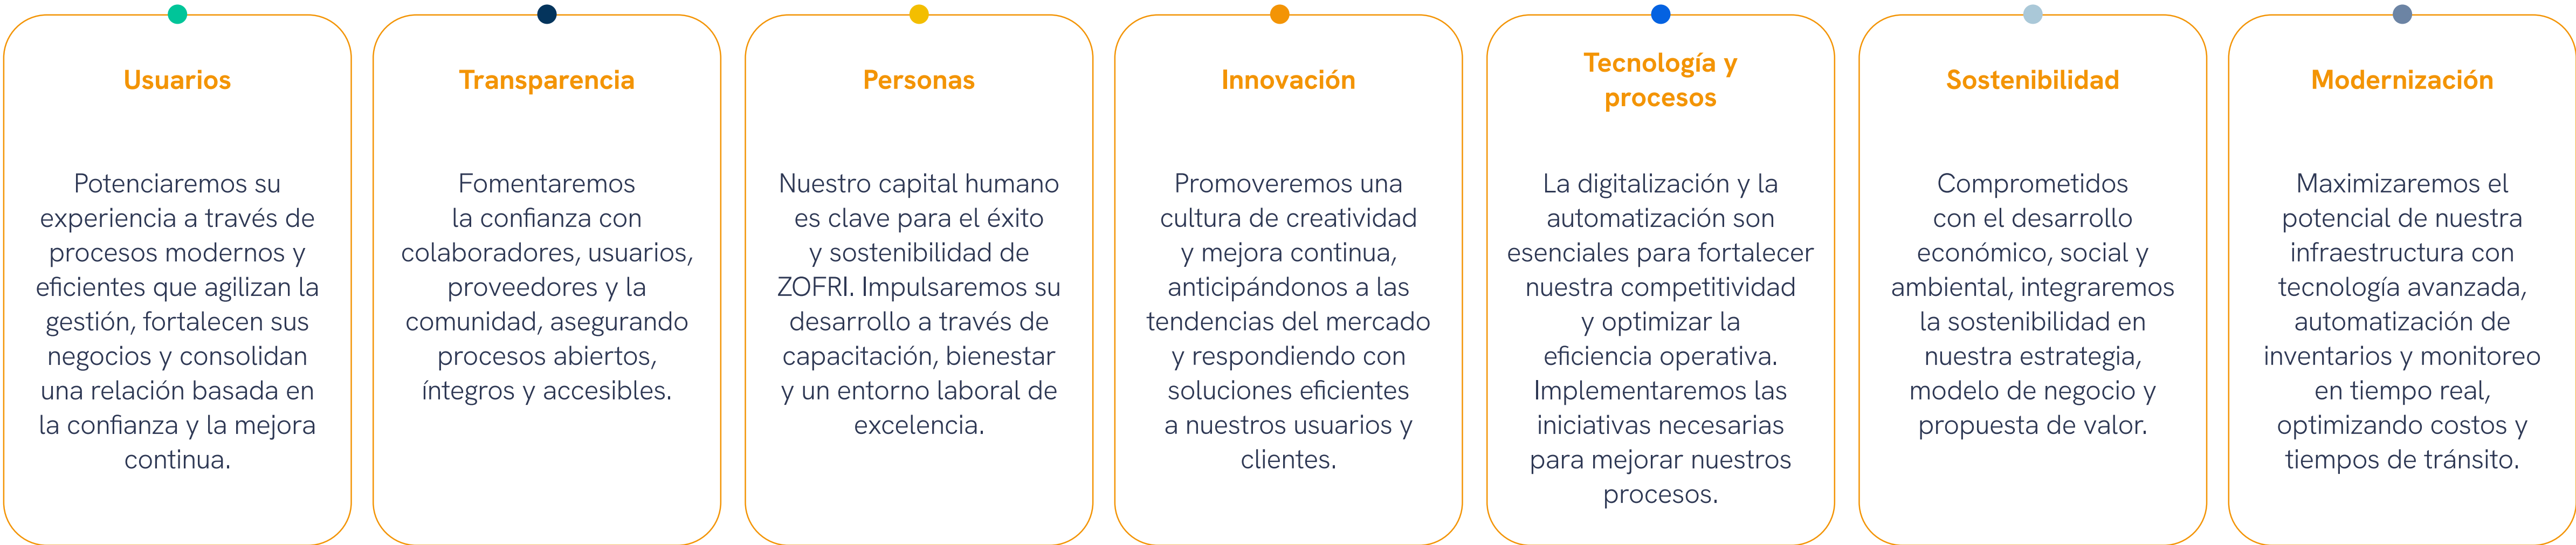 Usuarios
Potenciaremos su
experiencia a través de
procesos modernos y
eficientes que agilizan la
gestión, fortalecen sus
negocios y consolidan
una relación basada en
la confianza y la mejora
continua.
Transparencia
Fomentaremos
la confianza con
colaboradores, usuarios,
proveedores y la
comunidad, asegurando
procesos abiertos,
íntegros y accesibles.
Personas
Nuestro capital humano
es clave para el éxito
y sostenibilidad de
ZOFRI. Impulsaremos su
desarrollo a través de
capacitación, bienestar
y un entorno laboral de
excelencia.
Innovación
Promoveremos una
cultura de creatividad
y mejora continua,
anticipándonos a las
tendencias del mercado
y respondiendo con
soluciones eficientes
a nuestros usuarios y
clientes.
Tecnología y
procesos
La digitalización y la
automatización son
esenciales para fortalecer
nuestra competitividad
y optimizar la
eficiencia operativa.
Implementaremos las
iniciativas necesarias
para mejorar nuestros
procesos.
Sostenibilidad
Comprometidos
con el desarrollo
económico, social y
ambiental, integraremos
la sostenibilidad en
nuestra estrategia,
modelo de negocio y
propuesta de valor.
Modernización
Maximizaremos el
potencial de nuestra
infraestructura con
tecnología avanzada,
automatización de
inventarios y monitoreo
en tiempo real,
optimizando costos y
tiempos de tránsito.